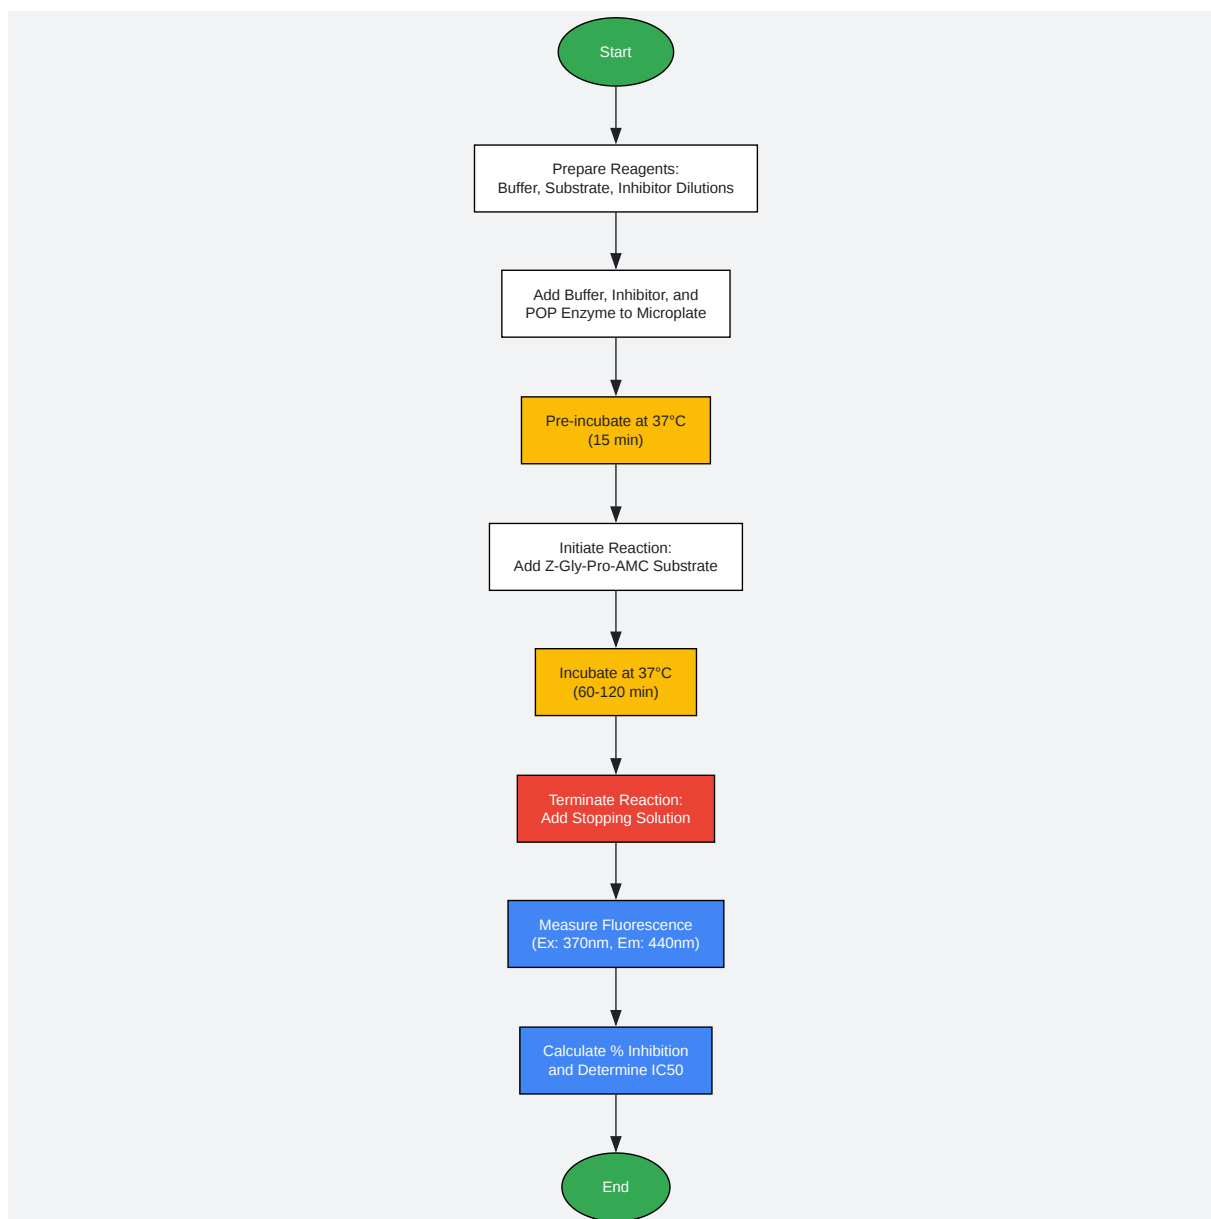 Start
Prepare Reagents:
Buffer, Substrate, Inhibitor Dilutions
Add Buffer, Inhibitor, and
POP Enzyme to Microplate
Pre-incubate at 37°C
(15 min)
Initiate Reaction:
Add Z-Gly-Pro-AMC Substrate
Incubate at 37°C
(60-120 min)
Terminate Reaction:
Add Stopping Solution
Measure Fluorescence
(Ex: 370nm, Em: 440nm)
Calculate % Inhibition
and Determine IC50
End